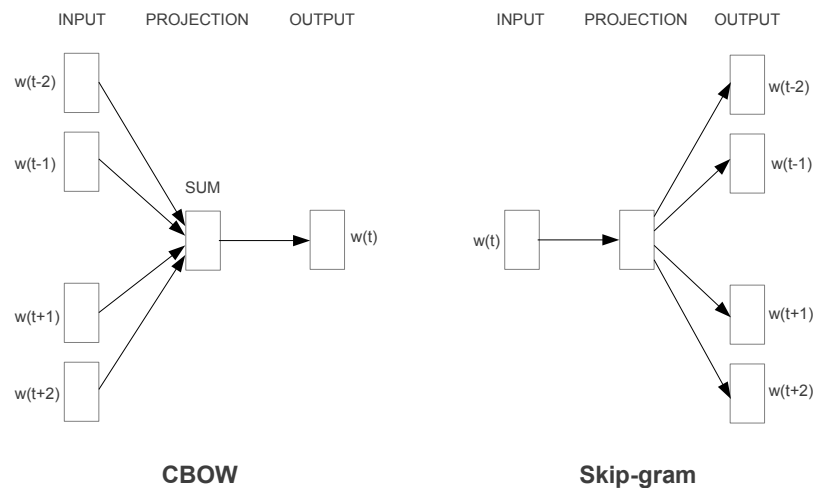 INPUT PROJECTION OUTPUT
w(t-2)
w(t-1)
SUM
w(t)
w(t+1)
w(t+2)
CBOW
INPUT PROJECTION OUTPUT
w(t-2)
w(t-1)
w(t)
w(t+1)
w(t+2)
Skip-gram